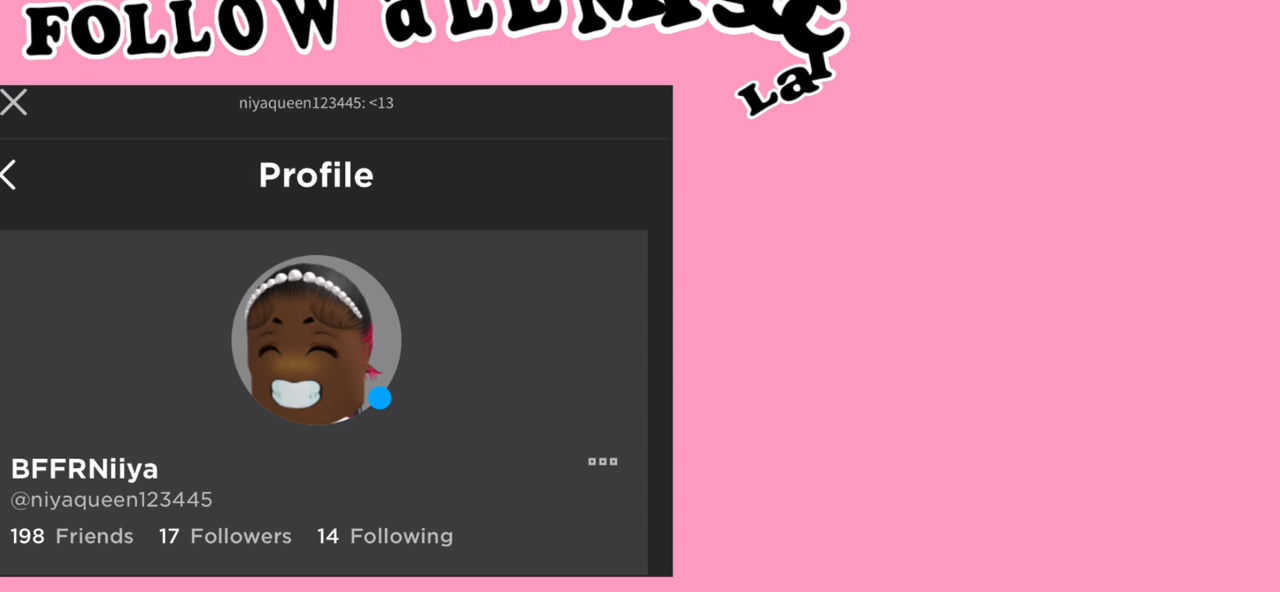 FOLLOW
niyaqueen123445: <13
Profile
BFFRNiiya
@niyaqueen123445
198 Friends 17 Followers 14 Following